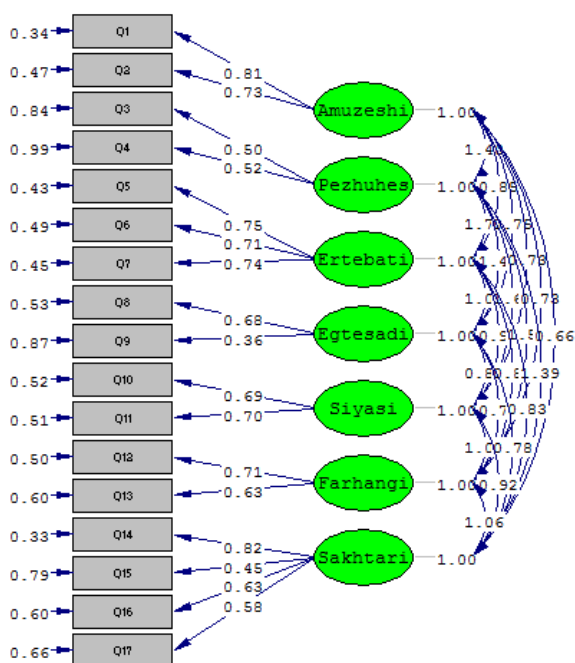 0.34 Q1
0.47 Q2
0.81
0.73
0.84 Q3 Amuzeshi 1.00
0.99 Q4
0.50
0.52
0.43 Q5 Pezhuhes 1.00
0.49 Q6
0.75
0.71
0.45 Q7 Ertebati 1.00
0.74
0.53 Q8
0.68
0.87 Q9 Egtesadi 1.00 0.66
0.36
0.52 Q10
0.69
0.51 Q11 Siyasi 1.00 0.83
0.70
0.78
0.50 Q12
0.71
0.60 Q13 Farhangi 1.00 0.92
0.63
1.06
0.33 Q14
0.82
0.79 Q15 Sakhtari 1.00
0.45
0.63
0.60 Q16
0.58
0.66 Q17